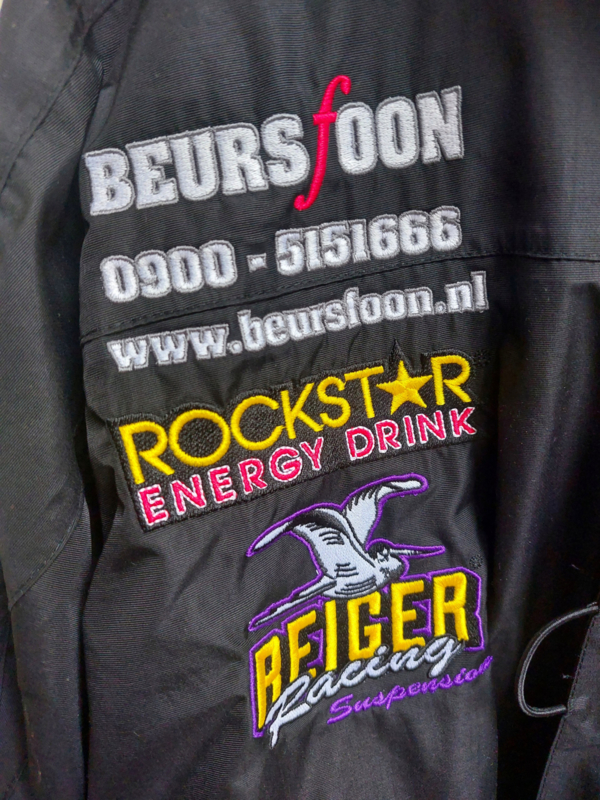 BEURSfOON
0900 - 5151666
www.beursfoon.nl
ROCKSTAR
ENERGY DRINK
REIGER
Racing
Suspension